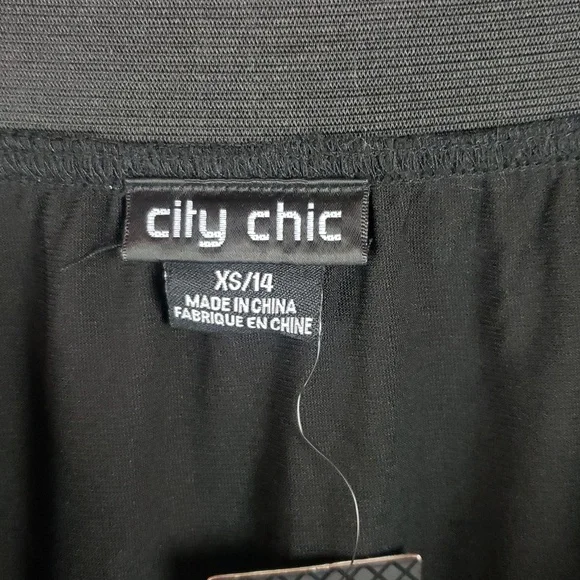 city chic
XS/14
MADE IN CHINA
FABRIQUE EN CHINE